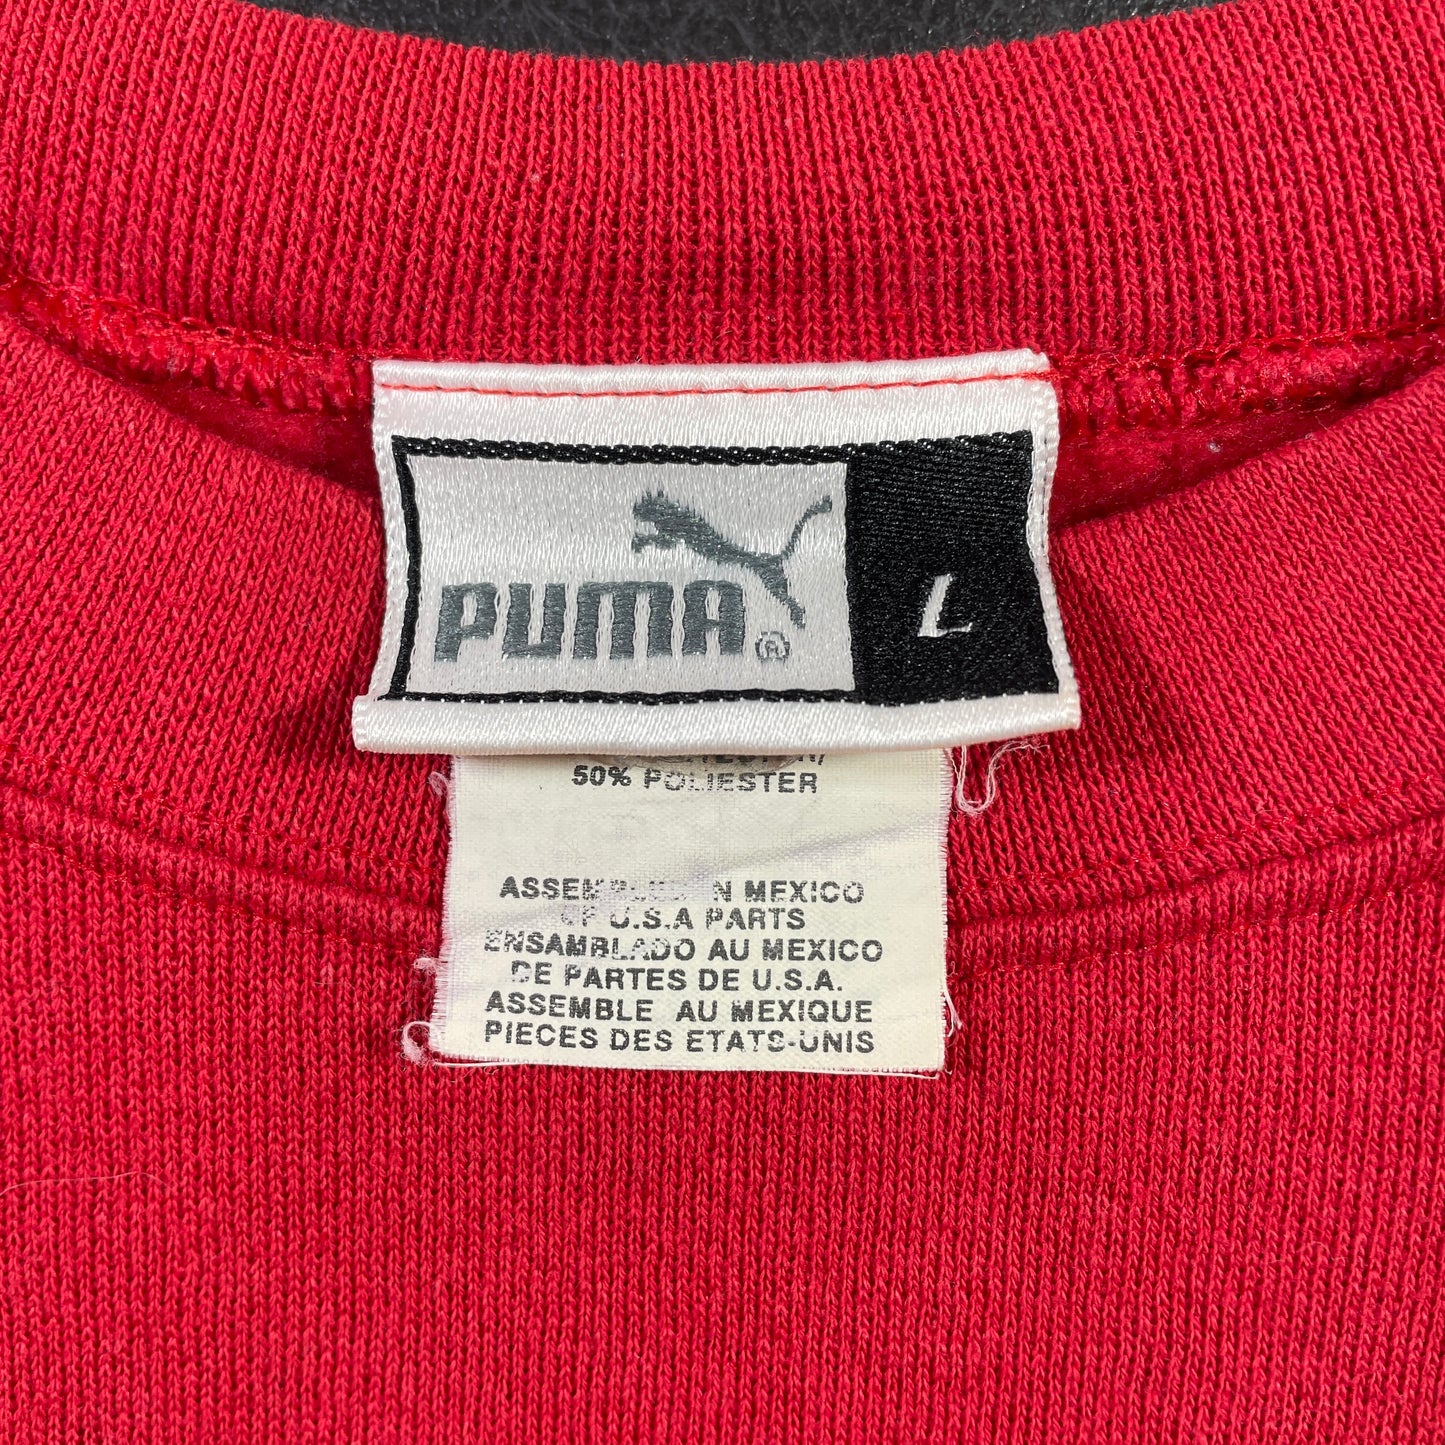 PUMA ® L
50% POLIESTER
ASSEMBLED IN MEXICO
OF U.S.A PARTS
ENSAMBLADO AU MEXICO
DE PARTES DE U.S.A.
ASSEMBLE AU MEXIQUE
PIECES DES ETATS-UNIS